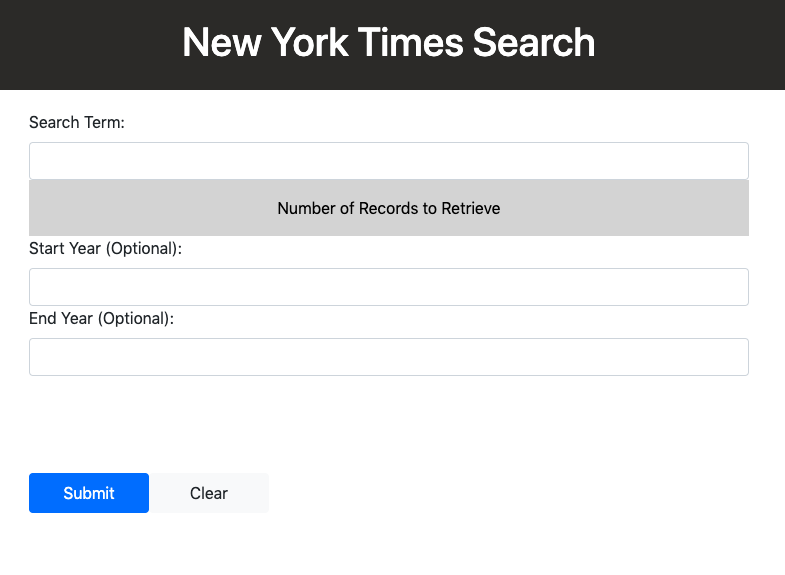 New York Times Search
Search Term:
Number of Records to Retrieve
Start Year (Optional):
End Year (Optional):
Submit Clear